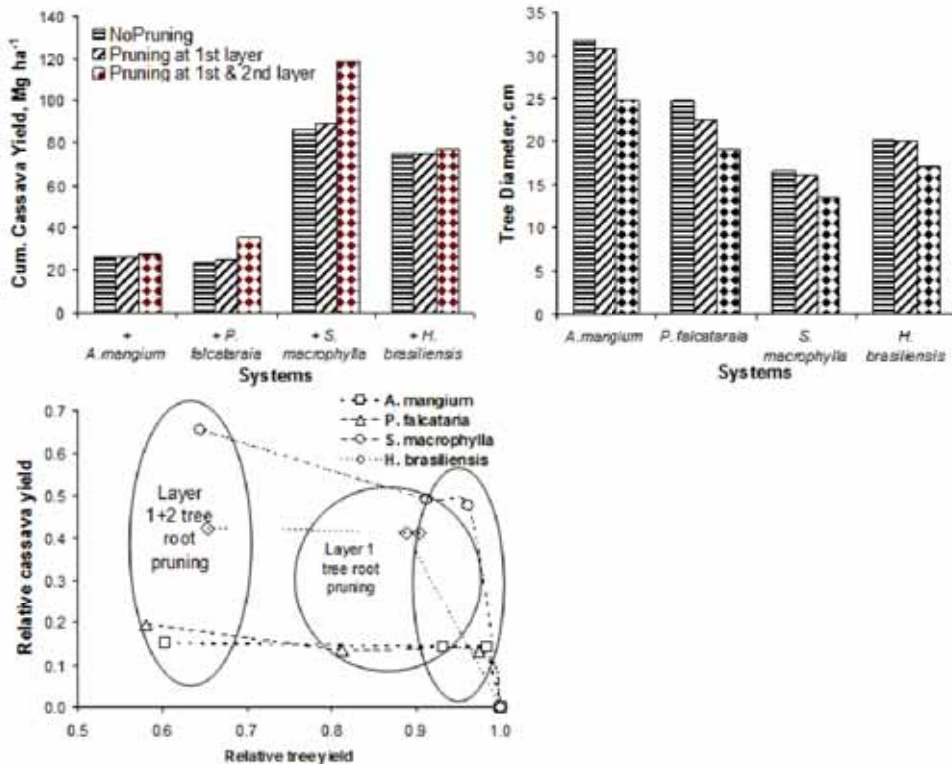 Cum. Cassava Yield, Mg ha⁻¹
140
120
100
80
60
40
20
0
NoPruning
Pruning at 1st layer
Pruning at 1st & 2nd layer
+
A.mangium
+ P.
falcataraia
+ S.
macrophylla
+ H.
brasiliensis
Systems
Tree Diameter, cm
35
30
25
20
15
10
5
0
A.mangium
P. falcataraia
S.
macrophylla
H.
brasiliensis
Systems
Relative cassava yield
0.7
0.6
0.5
0.4
0.3
0.2
0.1
0.0
A. mangium
P. falcataria
S. macrophylla
H. brasiliensis
Layer
1+2 tree
root
pruning
Layer 1
tree root
pruning
0.5 0.6 0.7 0.8 0.9 1.0
Relative treeyield